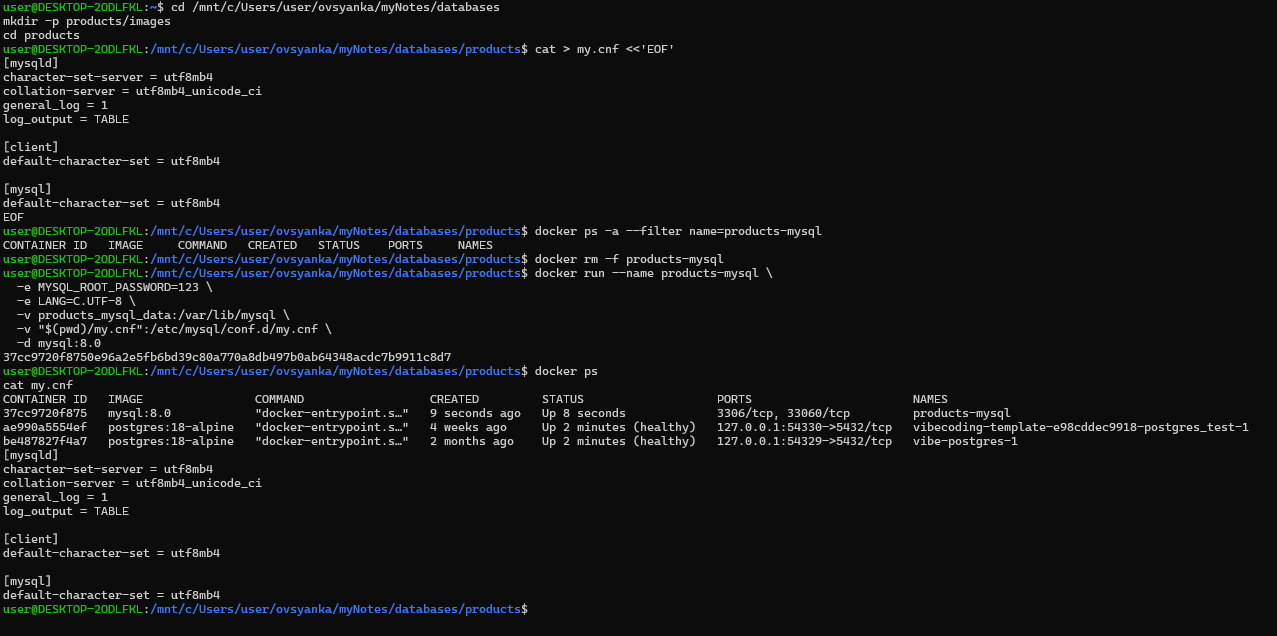 user@DESKTOP-2ODLFKL:~$ cd /mnt/c/Users/user/ovsyanka/myNotes/databases
mkdir -p products/images
cd products
user@DESKTOP-2ODLFKL:/mnt/c/Users/user/ovsyanka/myNotes/databases/products$ cat > my.cnf <<'EOF'
[mysqld]
character-set-server = utf8mb4
collation-server = utf8mb4_unicode_ci
general_log = 1
log_output = TABLE

[client]
default-character-set = utf8mb4

[mysql]
default-character-set = utf8mb4
EOF
user@DESKTOP-2ODLFKL:/mnt/c/Users/user/ovsyanka/myNotes/databases/products$ docker ps -a --filter name=products-mysql
CONTAINER ID   IMAGE     COMMAND   CREATED   STATUS    PORTS     NAMES
user@DESKTOP-2ODLFKL:/mnt/c/Users/user/ovsyanka/myNotes/databases/products$ docker rm -f products-mysql
user@DESKTOP-2ODLFKL:/mnt/c/Users/user/ovsyanka/myNotes/databases/products$ docker run --name products-mysql \
  -e MYSQL_ROOT_PASSWORD=123 \
  -e LANG=C.UTF-8 \
  -v products_mysql_data:/var/lib/mysql \
  -v "$(pwd)/my.cnf":/etc/mysql/conf.d/my.cnf \
  -d mysql:8.0
37cc9720f8750e96a2e5fb6bd39c80a770a8db497b0ab64348acdc7b9911c8d7
user@DESKTOP-2ODLFKL:/mnt/c/Users/user/ovsyanka/myNotes/databases/products$ docker ps
cat my.cnf
CONTAINER ID   IMAGE                COMMAND                  CREATED         STATUS                   PORTS                       NAMES
37cc9720f875   mysql:8.0            "docker-entrypoint.s…"   9 seconds ago   Up 8 seconds             3306/tcp, 33060/tcp         products-mysql
ae990a5554ef   postgres:18-alpine   "docker-entrypoint.s…"   4 weeks ago     Up 2 minutes (healthy)   127.0.0.1:54330->5432/tcp   vibecoding-template-e98cddec9918-postgres_test-1
be487827f4a7   postgres:18-alpine   "docker-entrypoint.s…"   2 months ago    Up 2 minutes (healthy)   127.0.0.1:54329->5432/tcp   vibe-postgres-1
[mysqld]
character-set-server = utf8mb4
collation-server = utf8mb4_unicode_ci
general_log = 1
log_output = TABLE

[client]
default-character-set = utf8mb4

[mysql]
default-character-set = utf8mb4
user@DESKTOP-2ODLFKL:/mnt/c/Users/user/ovsyanka/myNotes/databases/products$